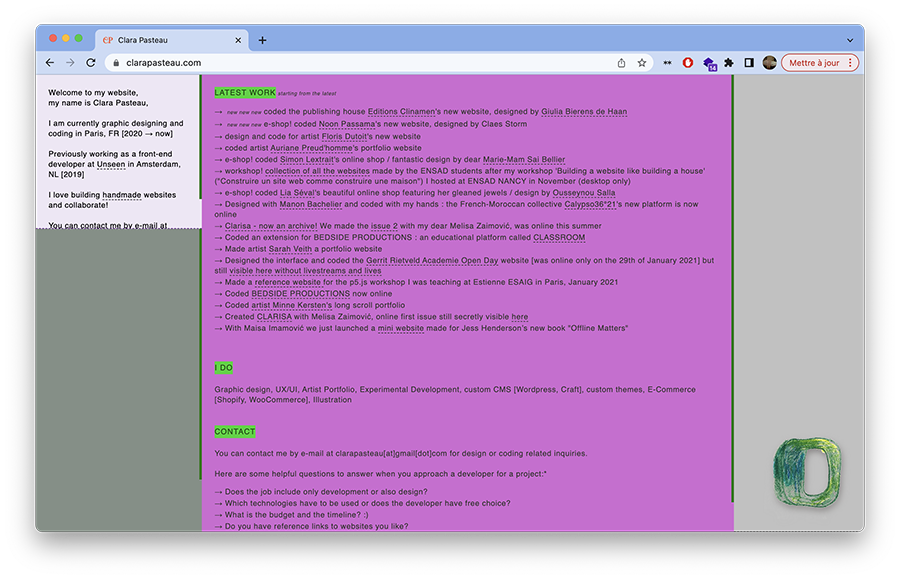 CP Clara Pasteau
clarapasteau.com
14
Mettre à jour
Welcome to my website,
my name is Clara Pasteau,
I am currently graphic designing and
coding in Paris, FR [2020 → now]
Previously working as a front-end
developer at Unseen in Amsterdam,
NL [2019]
I love building handmade websites
and collaborate!
You can contact me by e-mail at
LATEST WORK starting from the latest
→ new new new coded the publishing house Editions Clinamen's new website, designed by Giulia Bierens de Haan
→ new new new e-shop! coded Noon Passama's new website, designed by Claes Storm
→ design and code for artist Floris Dutoit's new website
→ coded artist Auriane Preud'homme's portfolio website
→ e-shop! coded Simon Lextrait's online shop / fantastic design by dear Marie-Mam Sai Bellier
→ workshop! collection of all the websites made by the ENSAD students after my workshop 'Building a website like building a house'
("Construire un site web comme construire une maison") I hosted at ENSAD NANCY in November (desktop only)
→ e-shop! coded Lia Séval's beautiful online shop featuring her gleaned jewels / design by Ousseynou Salla
→ Designed with Manon Bachelier and coded with my hands : the French-Moroccan collective Calypso36°21's new platform is now
online
→ Clarisa - now an archive! We made the issue 2 with my dear Melisa Zaimović, was online this summer
→ Coded an extension for BEDSIDE PRODUCTIONS : an educational platform called CLASSROOM
→ Made artist Sarah Veith a portfolio website
→ Designed the interface and coded the Gerrit Rietveld Academie Open Day website [was online only on the 29th of January 2021] but
still visible here without livestreams and lives
→ Made a reference website for the p5.js workshop I was teaching at Estienne ESAIG in Paris, January 2021
→ Coded BEDSIDE PRODUCTIONS now online
→ Coded artist Minne Kersten's long scroll portfolio
→ Created CLARISA with Melisa Zaimović, online first issue still secretly visible here
→ With Maisa Imamović we just launched a mini website made for Jess Henderson's new book "Offline Matters"
I DO
Graphic design, UX/UI, Artist Portfolio, Experimental Development, custom CMS [Wordpress, Craft], custom themes, E-Commerce
[Shopify, WooCommerce], Illustration
CONTACT
You can contact me by e-mail at clarapasteau[at]gmail[dot]com for design or coding related inquiries.
Here are some helpful questions to answer when you approach a developer for a project:*
→ Does the job include only development or also design?
→ Which technologies have to be used or does the developer have free choice?
→ What is the budget and the timeline? :)
→ Do you have reference links to websites you like?